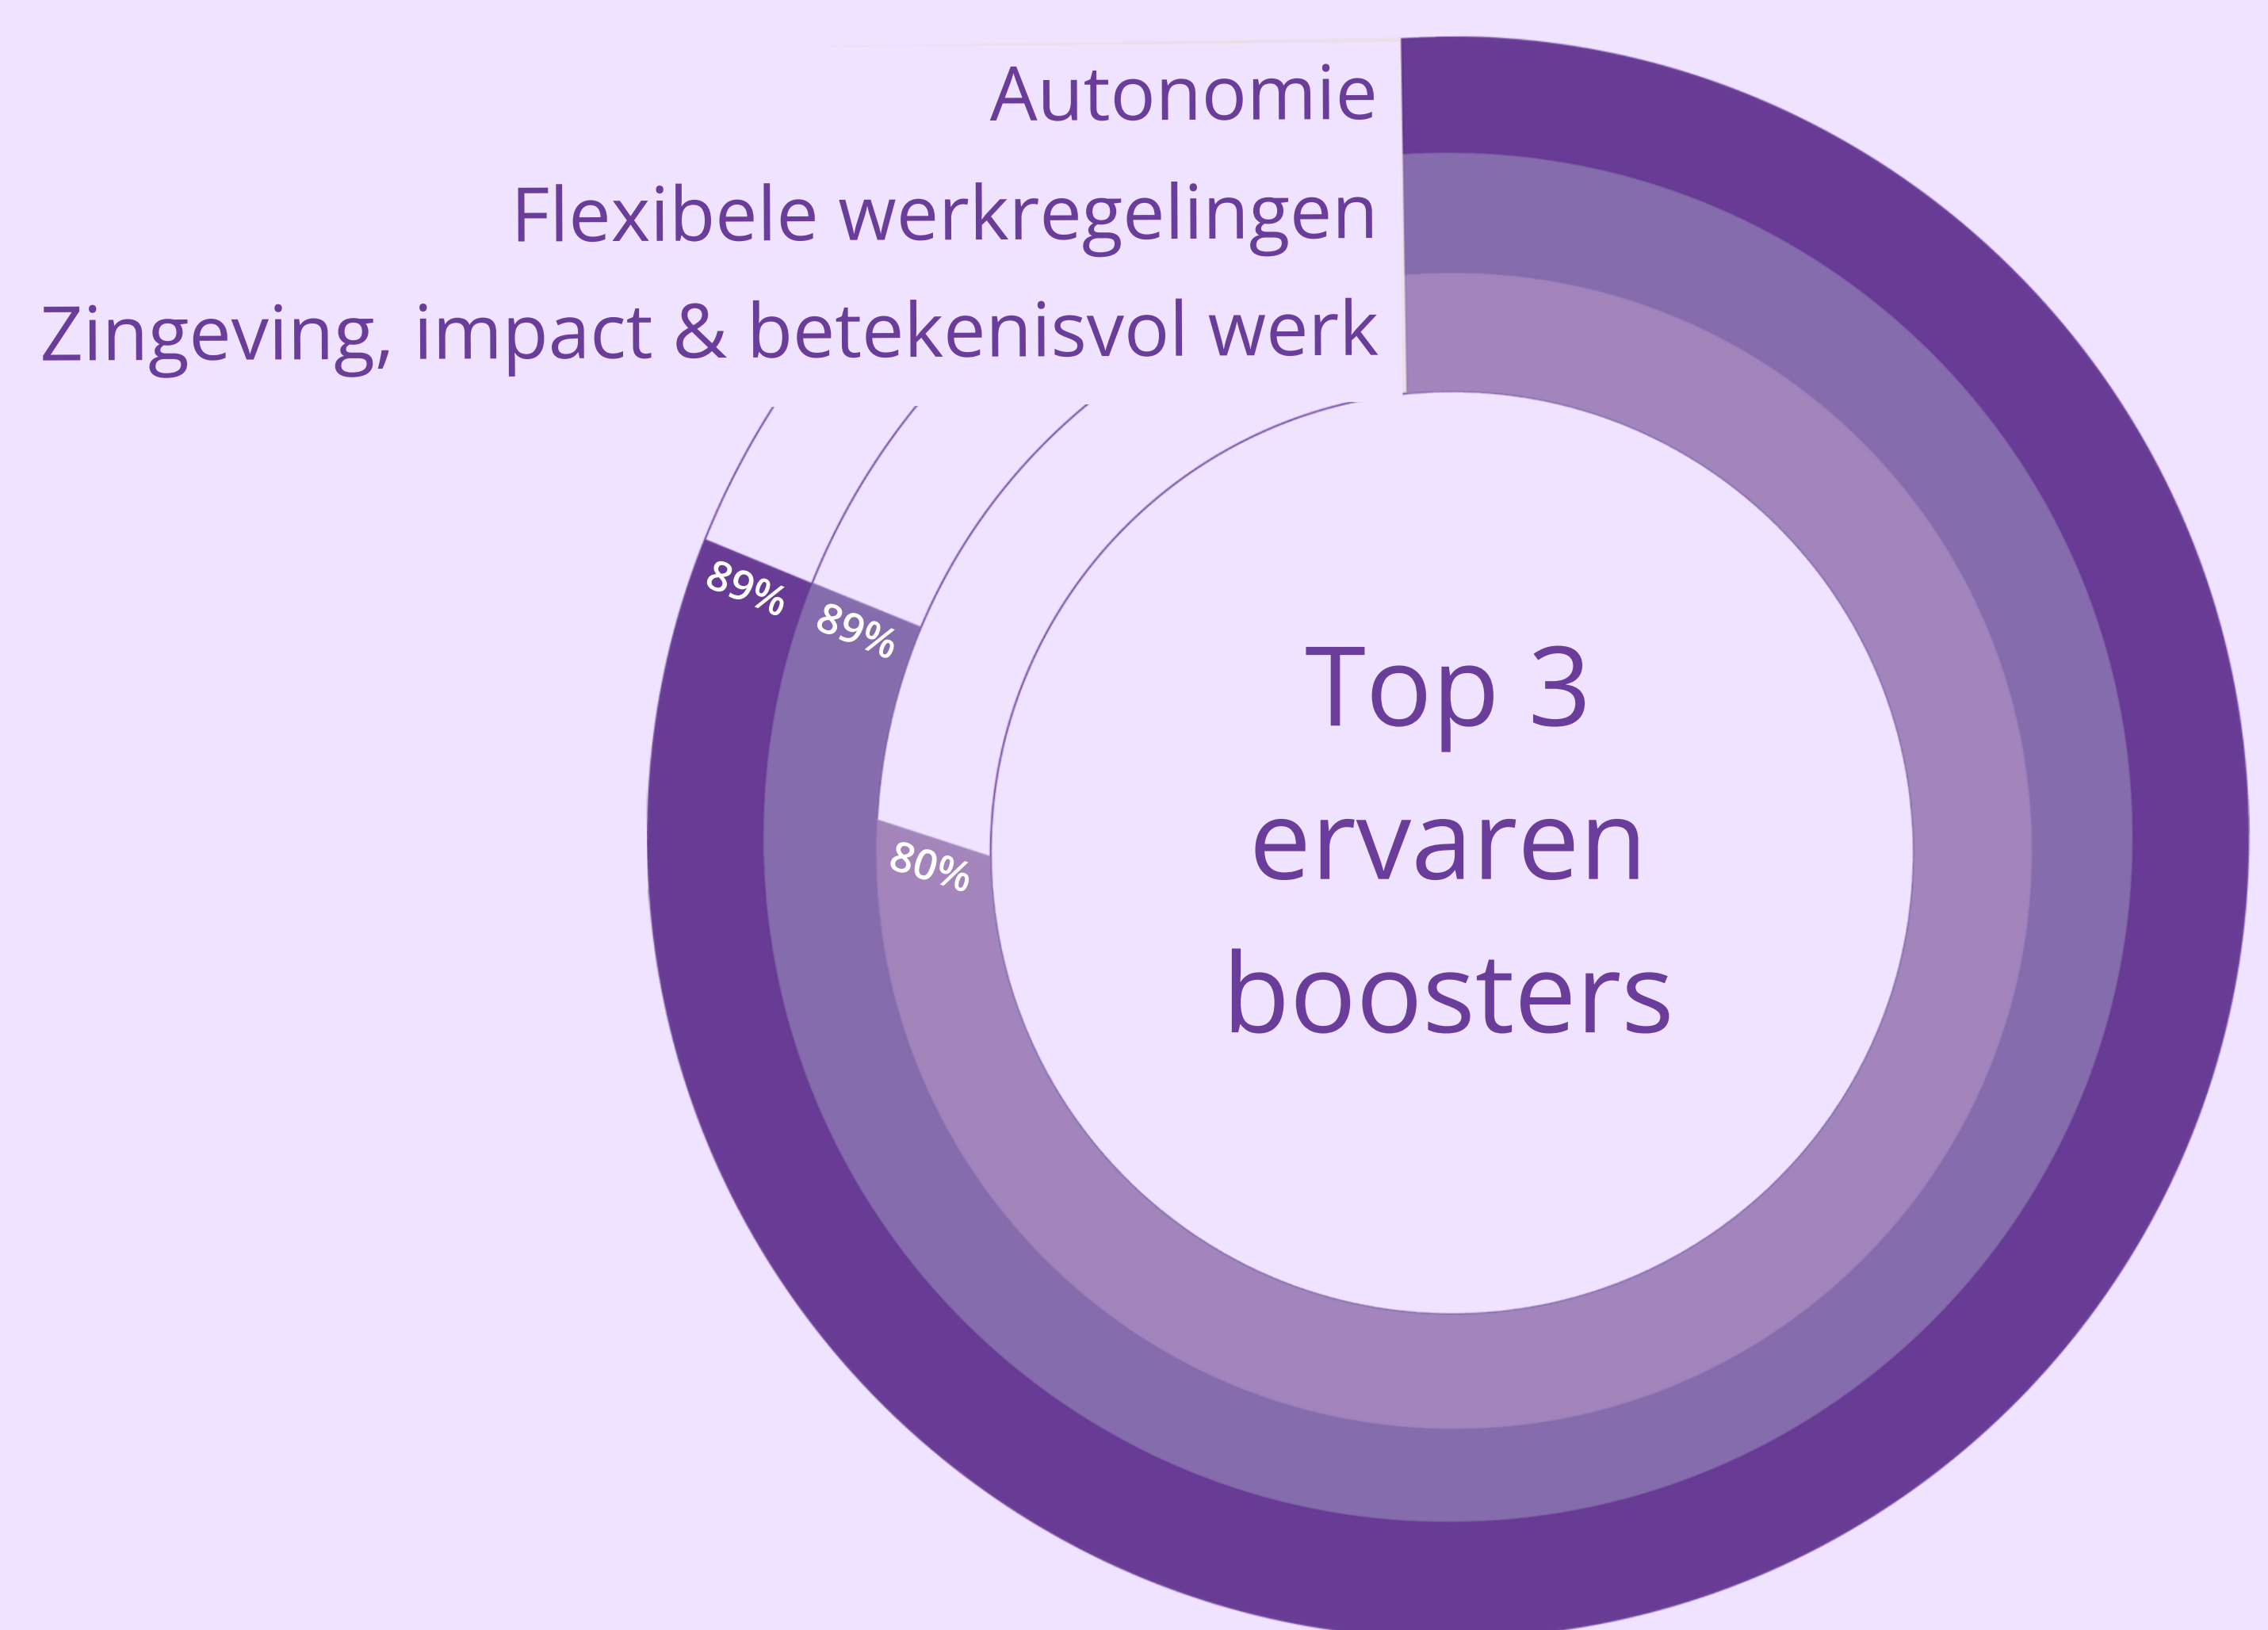 Autonomie
Flexibele werkregelingen
Zingeving, impact & betekenisvol werk
89%
89%
80%
Top 3
ervaren
boosters